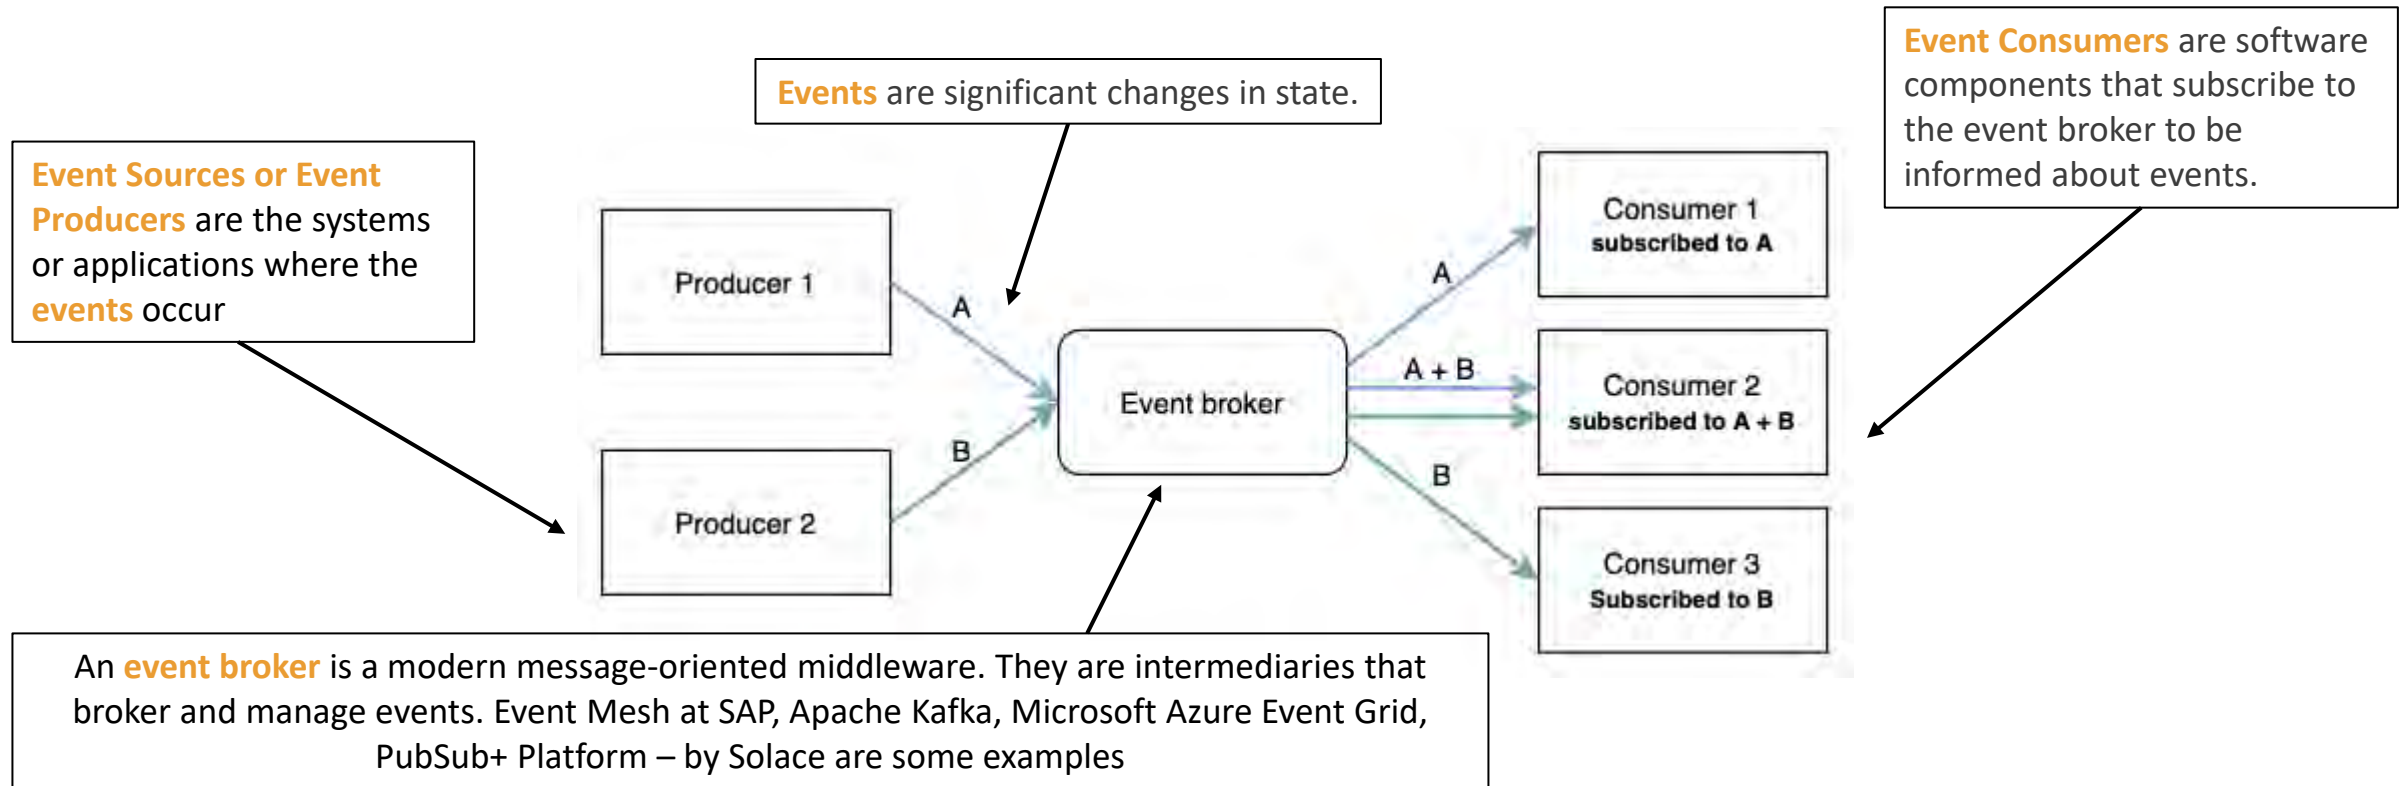 Events are significant changes in state.
Event Consumers are software
components that subscribe to
the event broker to be
informed about events.
Event Sources or Event
Producers are the systems
or applications where the
events occur
Producer 1
A
Producer 2
B
Event broker
A
A + B
B
Consumer 1
subscribed to A
Consumer 2
subscribed to A + B
Consumer 3
Subscribed to B
An event broker is a modern message-oriented middleware. They are intermediaries that
broker and manage events. Event Mesh at SAP, Apache Kafka, Microsoft Azure Event Grid,
PubSub+ Platform – by Solace are some examples